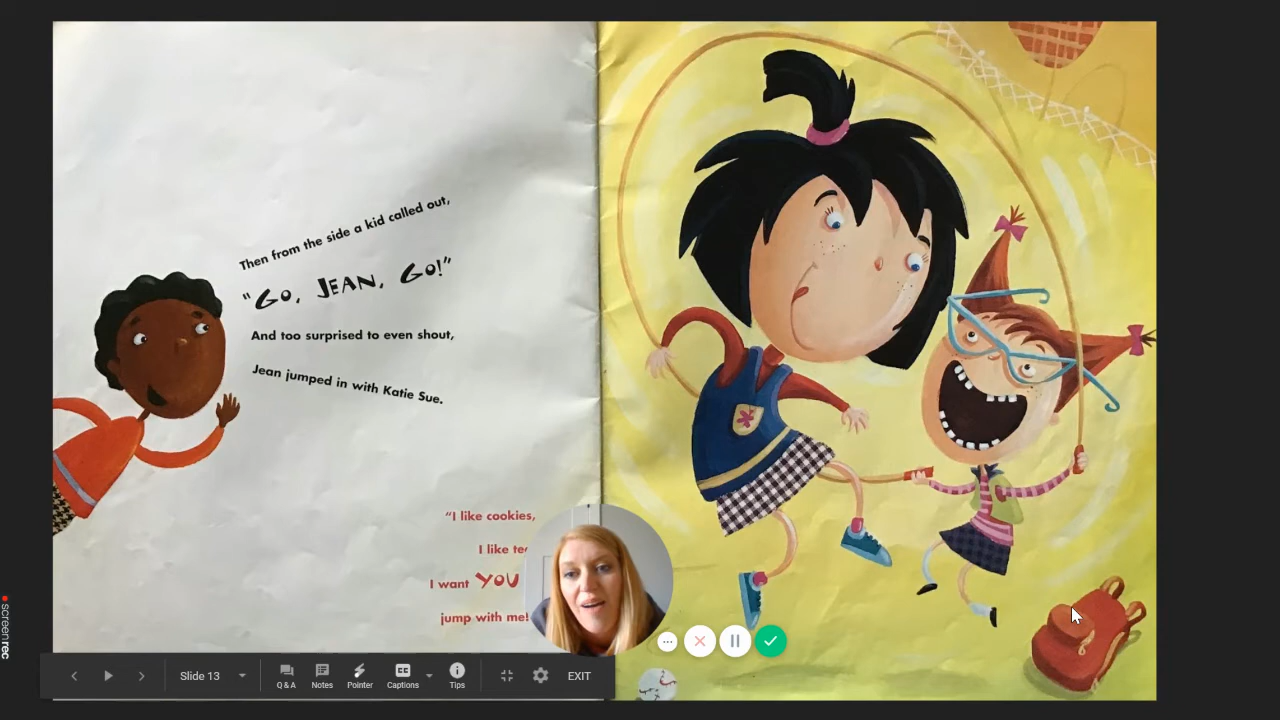 Then from the side a kid called out,
"GO, JEAN, GO!"
And too surprised to even shout,
Jean jumped in with Katie Sue.
"I like cookies,
I like
I want YOU
jump with me!
Slide 13
Q & A
Notes
Pointer
Captions
Tips
EXIT
screenrec